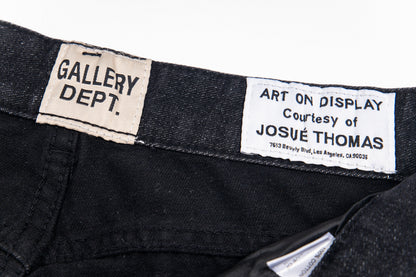 GALLERY
DEPT.
ART ON DISPLAY
Courtesy of
JOSUÉ THOMAS
7613 Beverly Blvd, Los Angeles, CA 90036